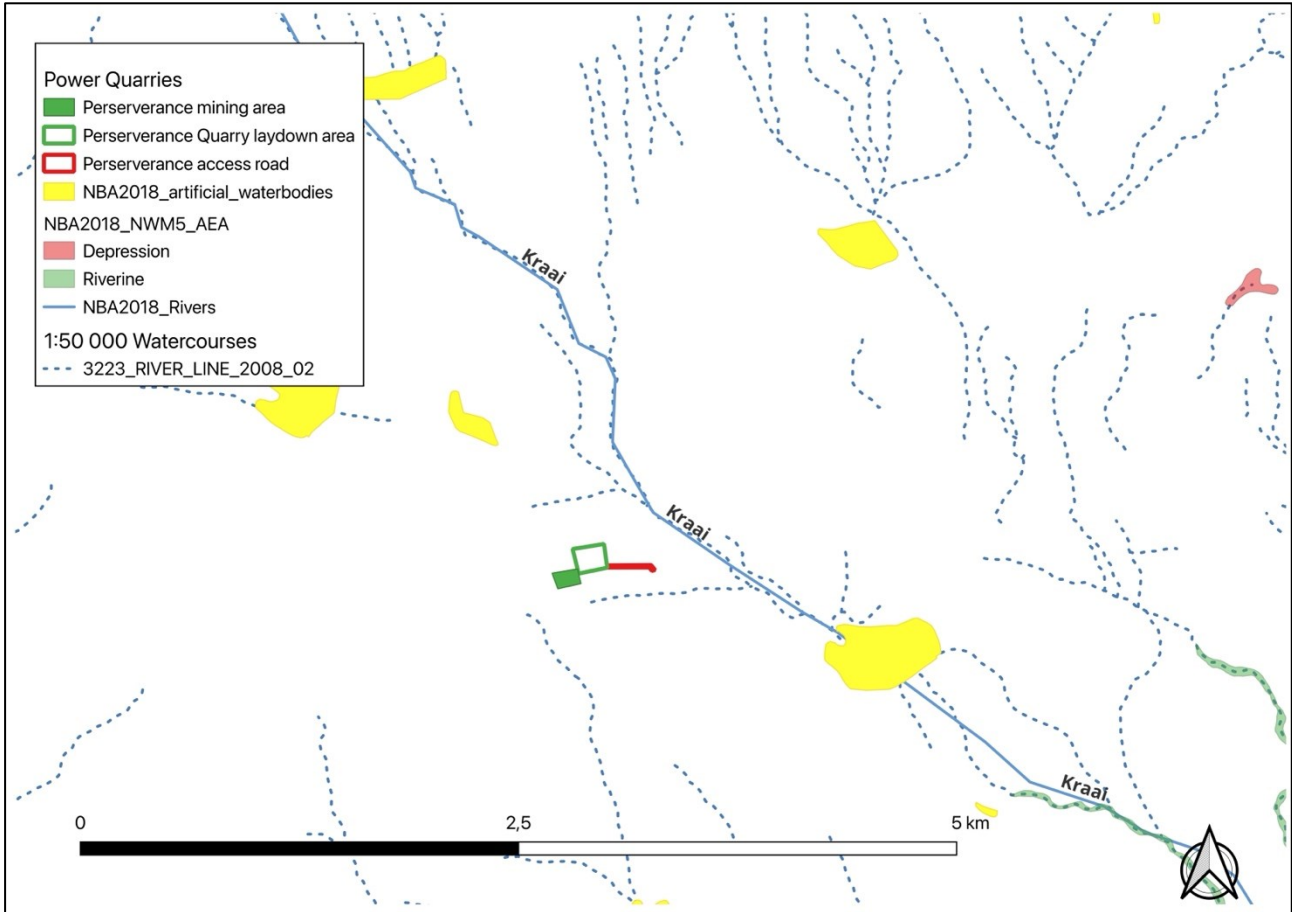 Power Quarries
Perserverance mining area
Perserverance Quarry laydown area
Perserverance access road
NBA2018_artificial_waterbodies
NBA2018_NWM5_AEA
Depression
Riverine
NBA2018_Rivers
1:50 000 Watercourses
3223_RIVER_LINE_2008_02
Kraai
Kraai
Kraai
0 2,5 5 km